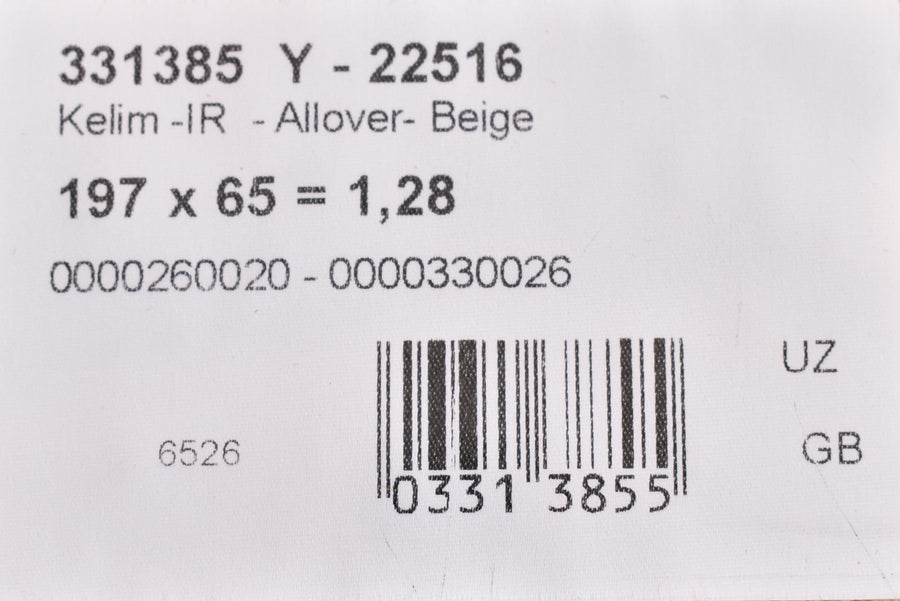 331385 Y - 22516
Kelim -IR - Allover- Beige
197 x 65 = 1,28
0000260020 - 0000330026
UZ
6526
GB
0331 3855